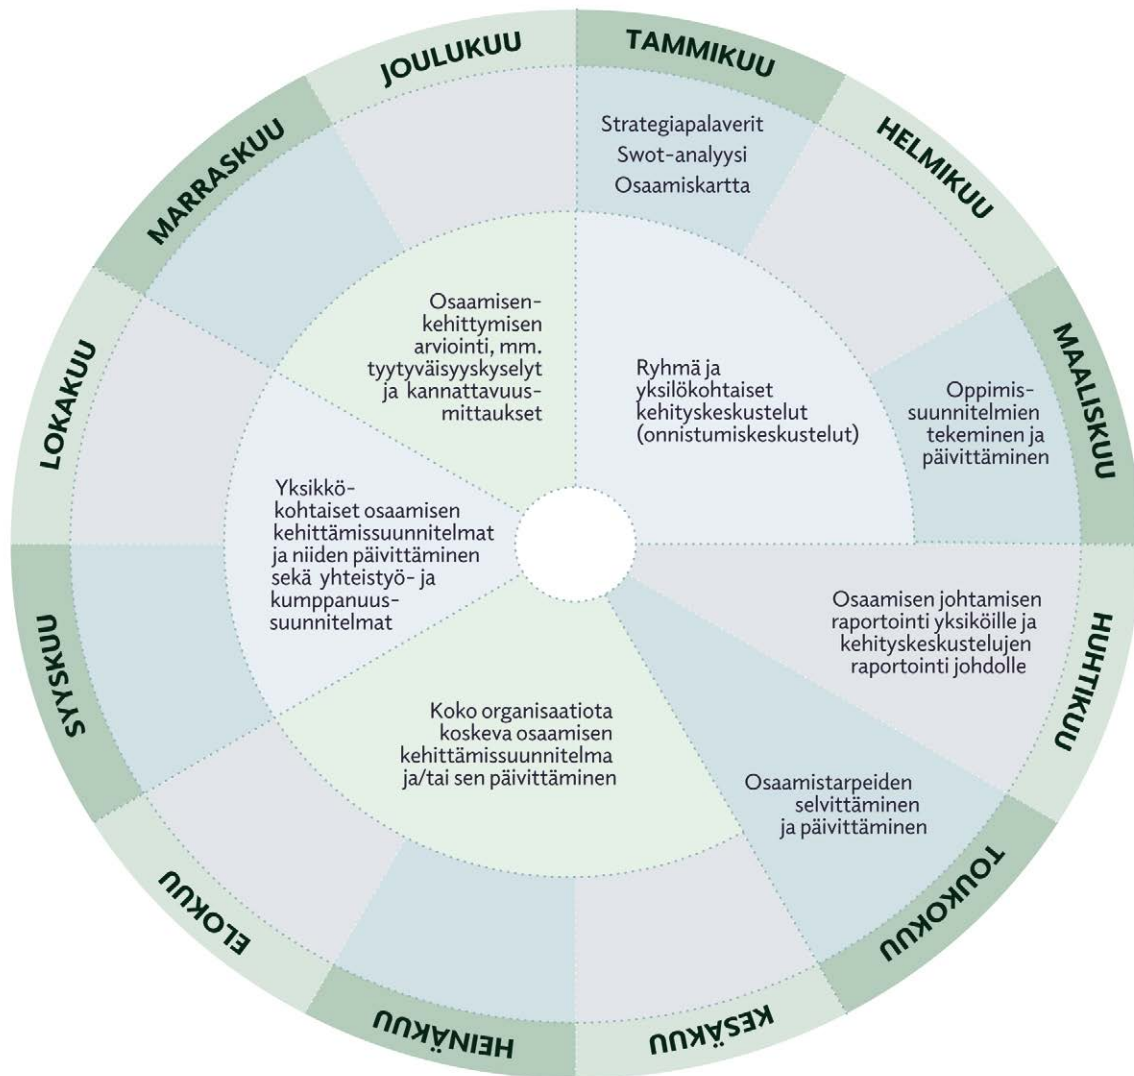 TAMMIKUU
Strategiapalaverit
Swot-analyysi
Osaamiskartta
HELMIKUU
MAALISKUU
Oppimis-
suunnitelmien
tekeminen ja
päivittäminen
Ryhmä ja
yksilökohtaiset
kehityskeskustelut
(onnistumiskeskustelut)
HUHTIKUU
Osaamisen johtamisen
raportointi yksiköille ja
kehityskeskustelujen
raportointi johdolle
TOUKOKUU
Osaamistarpeiden
selvittäminen
ja päivittäminen
KESÄKUU
HEINÄKUU
ELOKUU
Koko organisaatiota
koskeva osaamisen
kehittämissuunnitelma
ja/tai sen päivittäminen
SYYSKUU
LOKAKUU
Yksikkö-
kohtaiset osaamisen
kehittämissuunnitelmat
ja niiden päivittäminen
sekä yhteistyö- ja
kumppanuus-
suunnitelmat
MARRASKUU
JOULUKUU
Osaamisen-
kehittymisen
arviointi, mm.
tyytyväisyyskyselyt
ja kannattavuus-
mittaukset